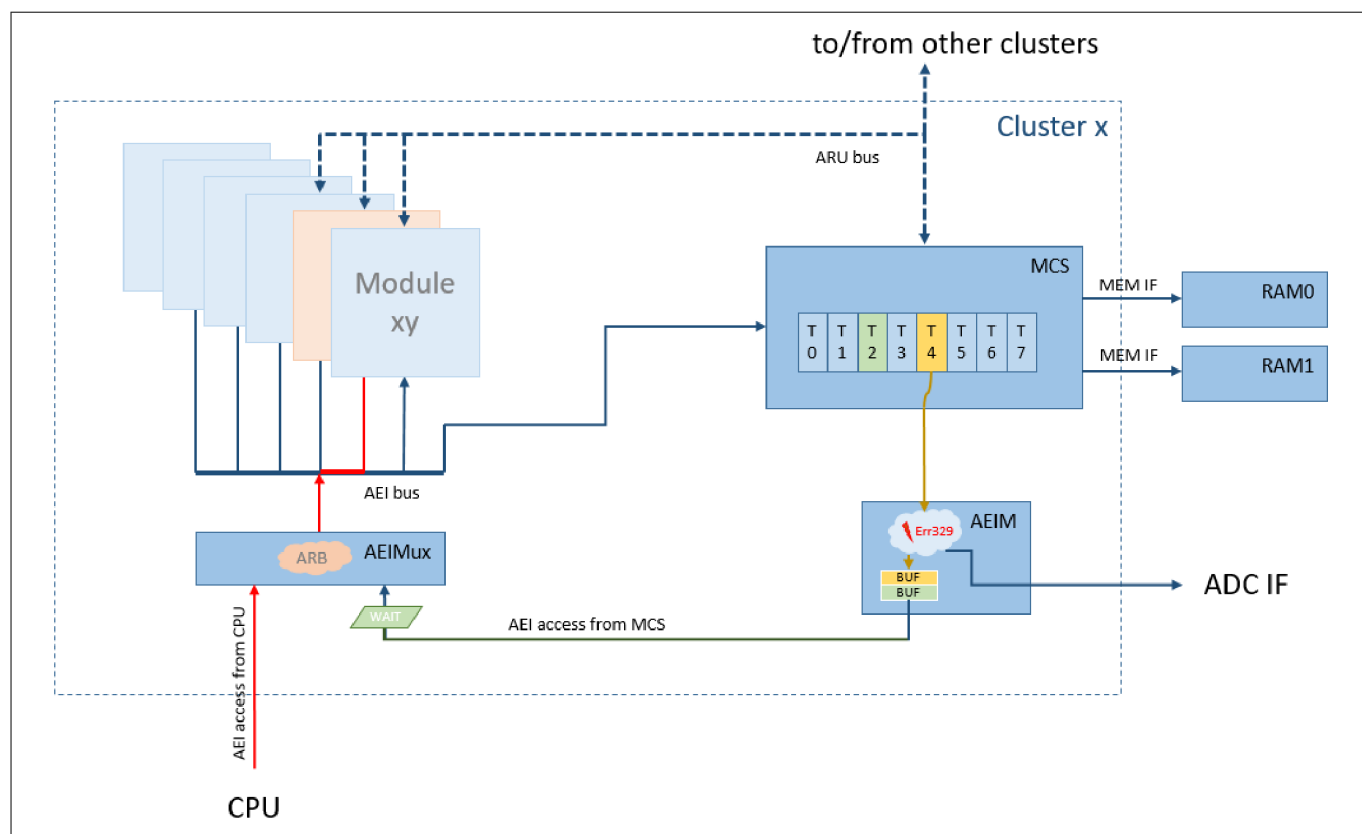 to/from other clusters
Cluster x
ARU bus
Module
xy
MCS
T T T T T T T T
0 1 2 3 4 5 6 7
MEM IF
RAM0
MEM IF
RAM1
AEI bus
ARB
AEIMux
AEIM
Err329
BUF
BUF
ADC IF
WAIT
AEI access from MCS
AEI access from CPU
CPU